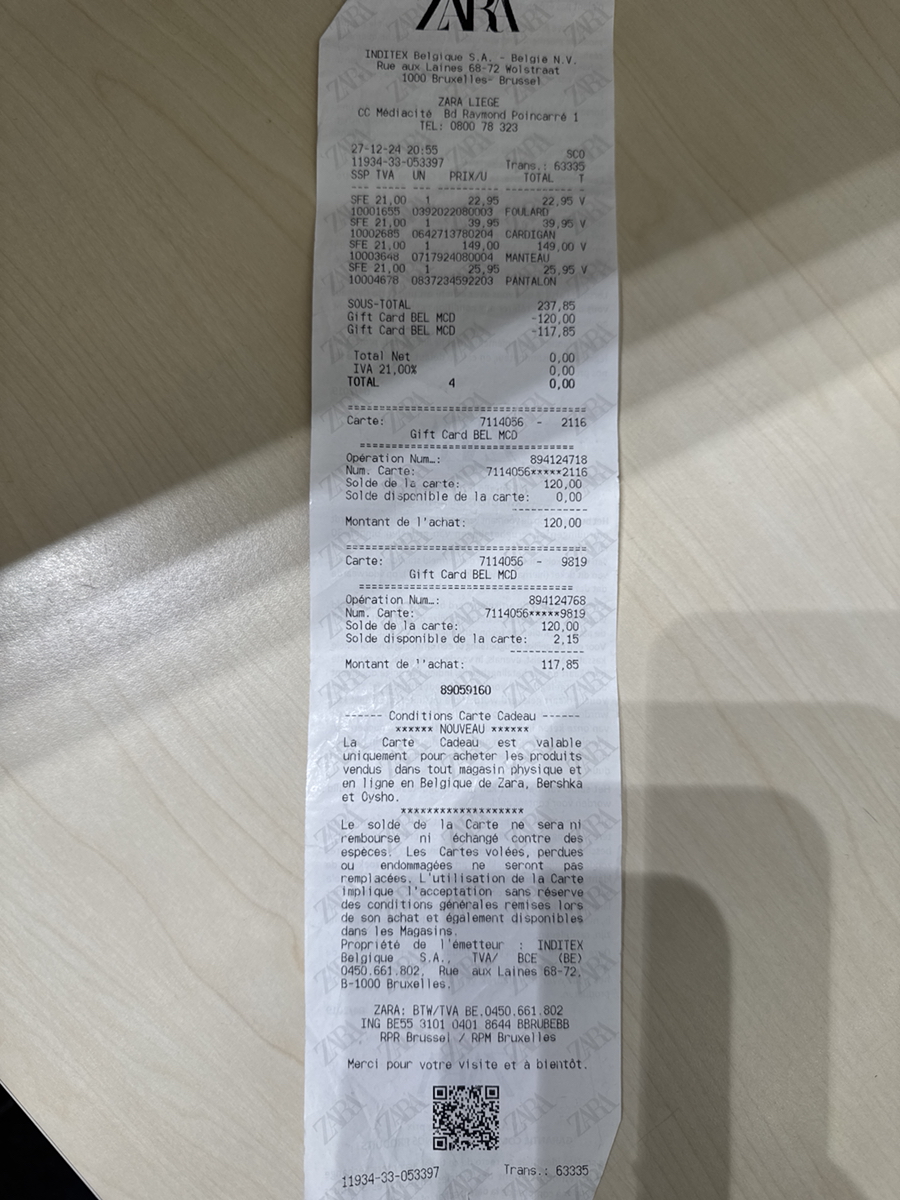 ZARA
INDITEX Belgique S.A. - Belgie N.V.
Rue aux Laines 68-72 Wolstraat
1000 Bruxelles- Brussel
ZARA LIEGE
CC Médiacité Bd Raymond Poincarré 1
TEL: 0800 78 323
27-12-24 20:55 SCO
11934-33-053397 Trans.: 63335
SSP TVA UN PRIX/U TOTAL T
--- ---- -- --------- ---------- -
SFE 21,00 1 22,95 22,95 V
10001655 0392022080003 FOULARD
SFE 21,00 1 39,95 39,95 V
10002685 0642713780204 CARDIGAN
SFE 21,00 1 149,00 149,00 V
10003648 0717924080004 MANTEAU
SFE 21,00 1 25,95 25,95 V
10004678 0837234592203 PANTALON
SOUS-TOTAL 237,85
Gift Card BEL MCD -120,00
Gift Card BEL MCD -117,85
Total Net 0,00
IVA 21,00% 0,00
TOTAL 4 0,00
===================================
Carte: 7114056 - 2116
Gift Card BEL MCD
===============================
Opération Num…: 894124718
Num. Carte: 7114056*****2116
Solde de la carte: 120,00
Solde disponible de la carte: 0,00
-----------
Montant de l'achat: 120,00
===================================
Carte: 7114056 - 9819
Gift Card BEL MCD
===============================
Opération Num…: 894124768
Num. Carte: 7114056*****9819
Solde de la carte: 120,00
Solde disponible de la carte: 2,15
-----------
Montant de l'achat: 117,85
89059160
------ Conditions Carte Cadeau ------
****** NOUVEAU ******
La Carte Cadeau est valable
uniquement pour acheter les produits
vendus dans tout magasin physique et
en ligne en Belgique de Zara, Bershka
et Oysho.
*******************
Le solde de la Carte ne sera ni
rembourse ni échangé contre des
espèces. Les Cartes volées, perdues
ou endommagées ne seront pas
remplacées. L'utilisation de la Carte
implique l'acceptation sans réserve
des conditions générales remises lors
de son achat et également disponibles
dans les Magasins.
Propriété de l'émetteur : INDITEX
Belgique S.A., TVA/ BCE (BE)
0450.661.802, Rue aux Laines 68-72,
B-1000 Bruxelles.
ZARA: BTW/TVA BE.0450.661.802
ING BE55 3101 0401 8644 BBRUBEBB
RPR Brussel / RPM Bruxelles
Merci pour votre visite et à bientôt.
11934-33-053397 Trans.: 63335